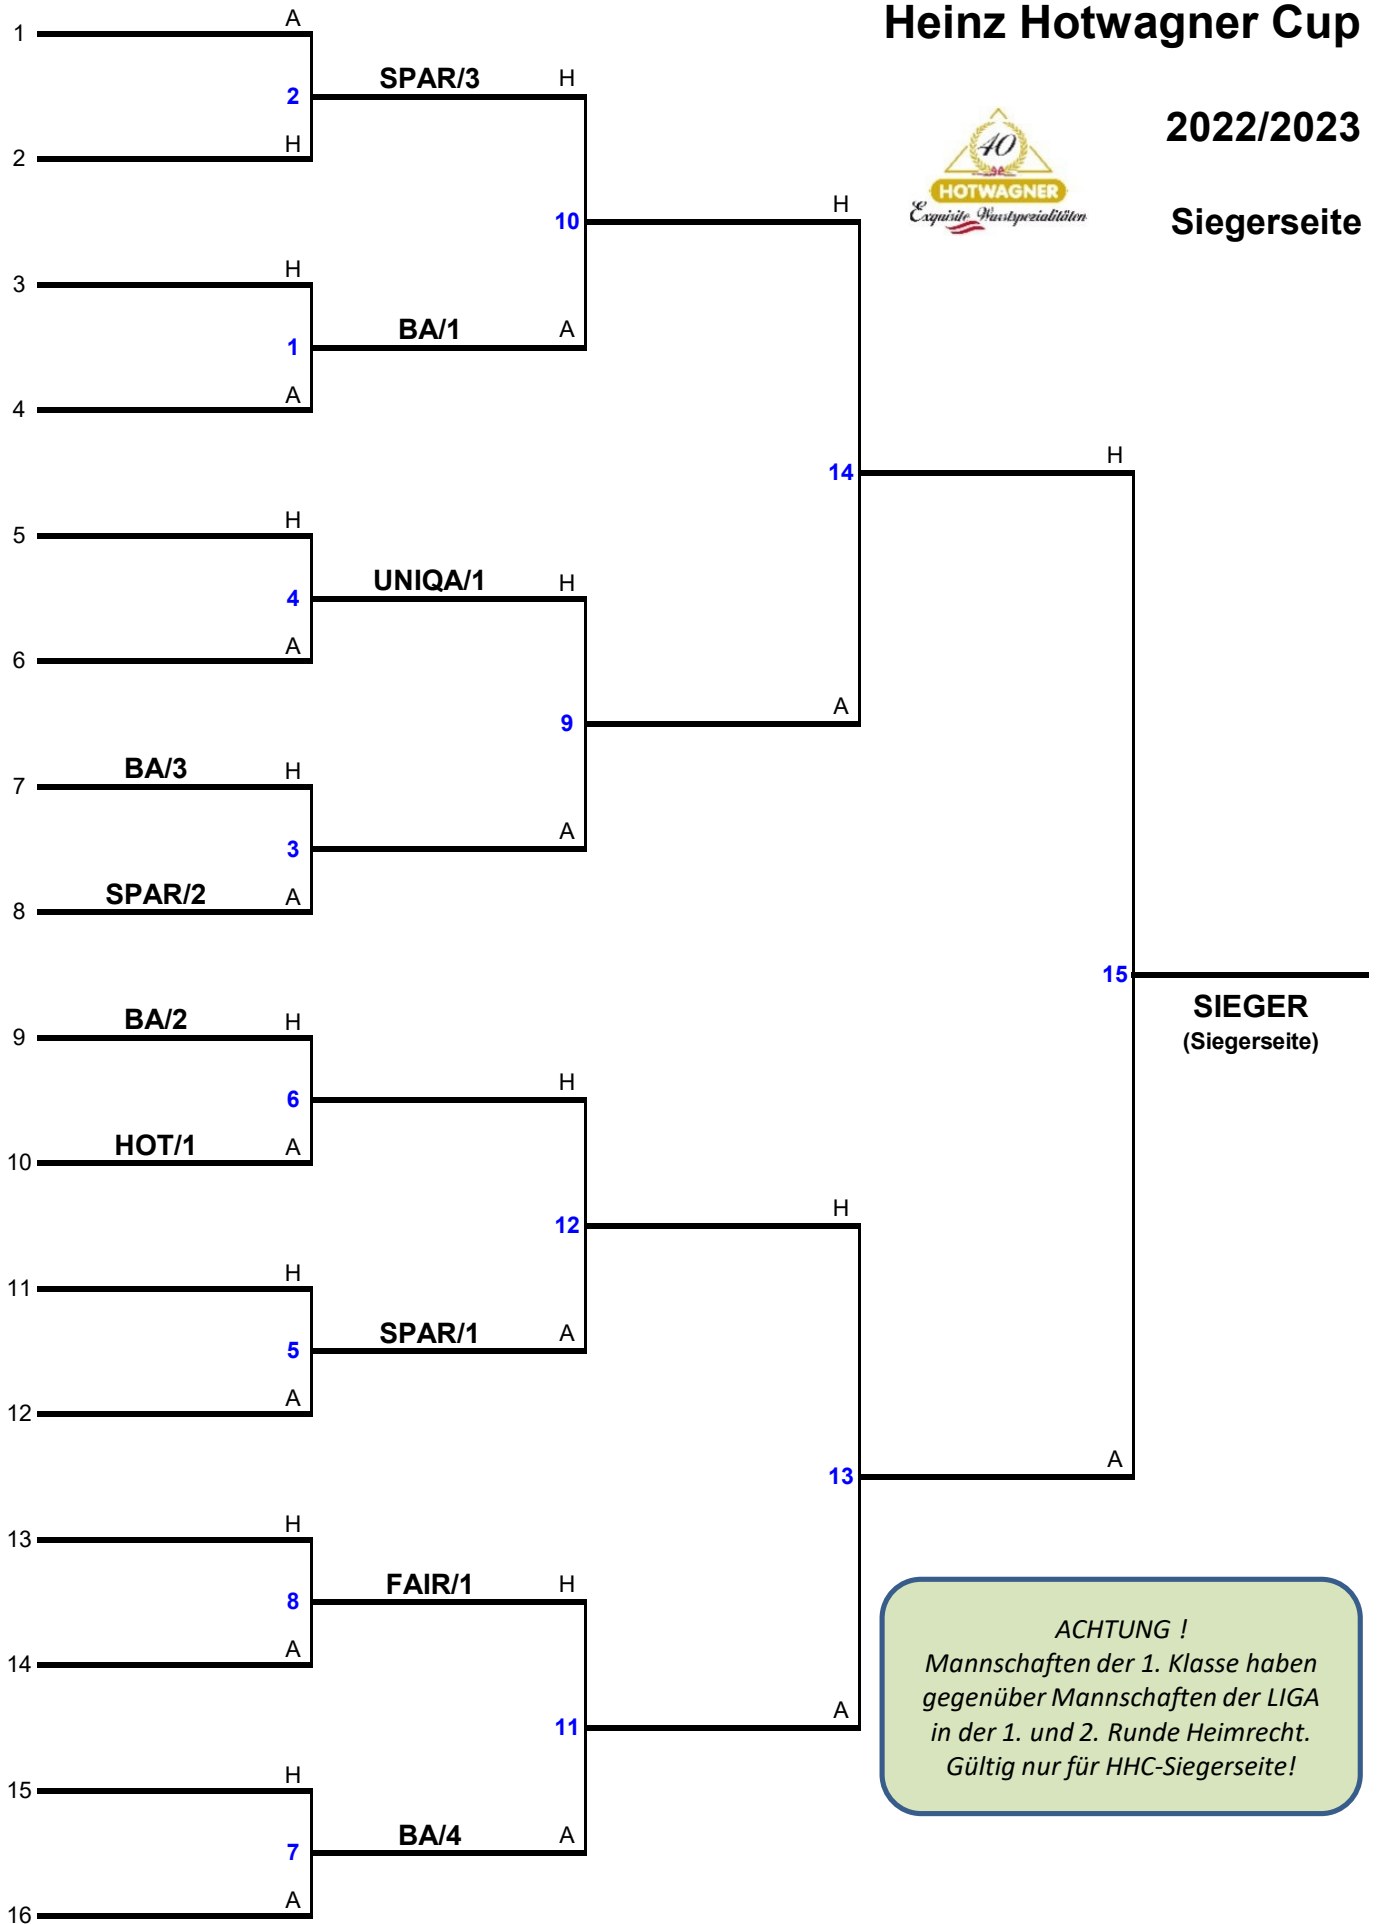 Heinz Hotwagner Cup
2022/2023
Siegerseite
40
HOTWAGNER
Exquisite Wurstspezialitäten
1 A
2 SPAR/3 H
2 H
10 H
3 H
1 BA/1 A
4 A
14 H
5 H
4 UNIQA/1 H
6 A
9 A
7 BA/3 H
3 A
8 SPAR/2 A
15
SIEGER
(Siegerseite)
9 BA/2 H
6 H
10 HOT/1 A
12 H
11 H
5 SPAR/1 A
12 A
13 A
13 H
8 FAIR/1 H
14 A
11 A
15 H
7 BA/4 A
16 A
ACHTUNG !
Mannschaften der 1. Klasse haben
gegenüber Mannschaften der LIGA
in der 1. und 2. Runde Heimrecht.
Gültig nur für HHC-Siegerseite!